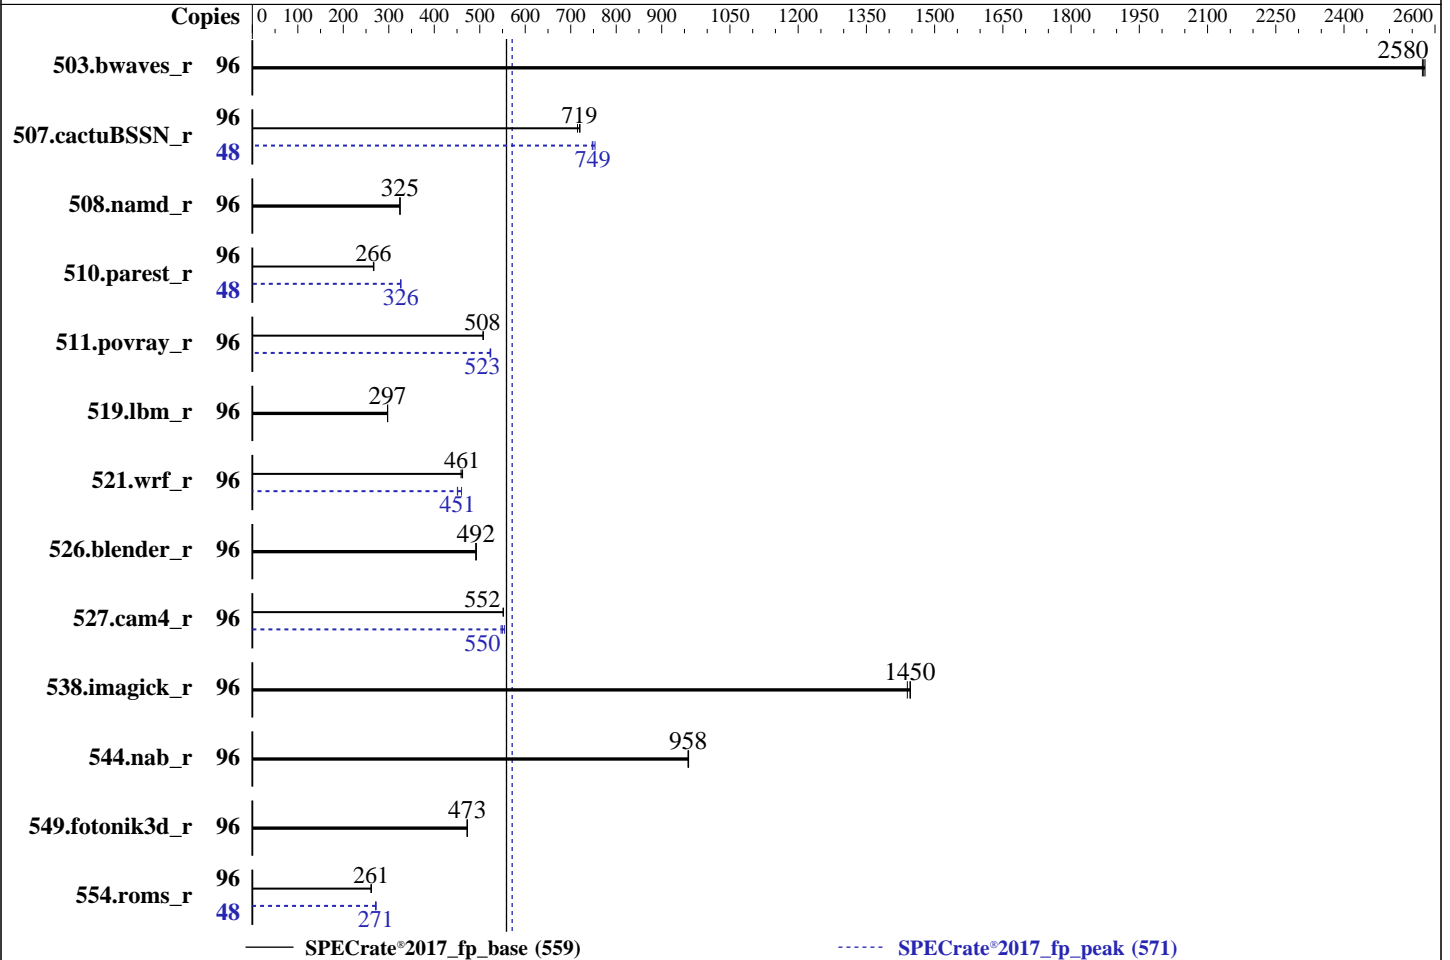 Copies 0 100 200 300 400 500 600 700 800 900 1050 1200 1350 1500 1650 1800 1950 2100 2250 2400 2600
503.bwaves_r 96 2580
507.cactuBSSN_r 96 719
48 749
508.namd_r 96 325
510.parest_r 96 266
48 326
511.povray_r 96 508
523
519.lbm_r 96 297
521.wrf_r 96 461
451
526.blender_r 96 492
527.cam4_r 96 552
550
538.imagick_r 96 1450
544.nab_r 96 958
549.fotonik3d_r 96 473
554.roms_r 96 261
48 271
SPECrate®2017_fp_base (559) SPECrate®2017_fp_peak (571)